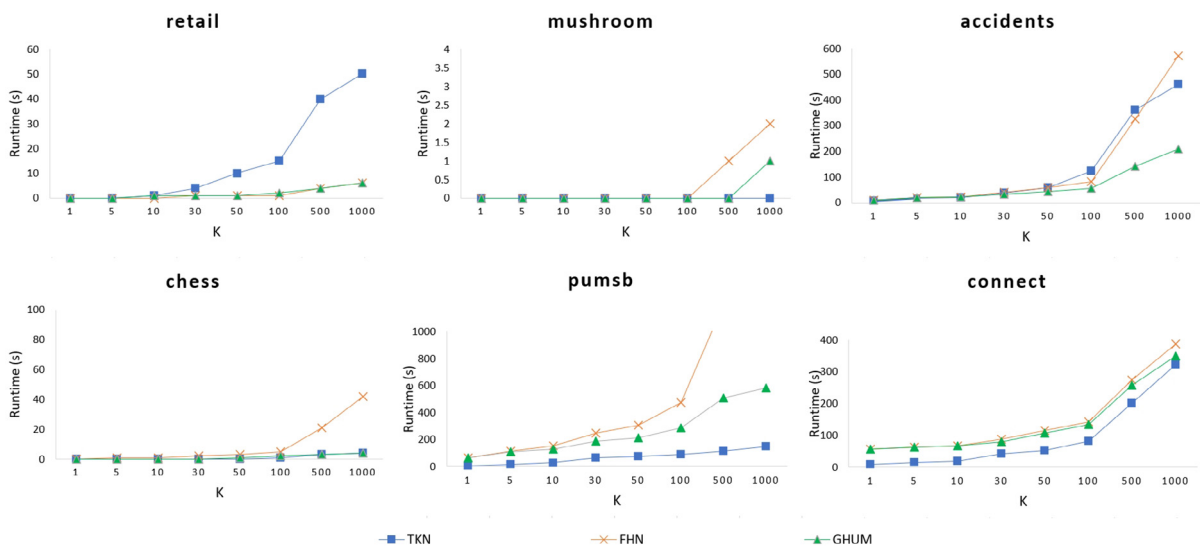 retail
60
50
40
30
20
10
0
Runtime (s)
1 5 10 30 50 100 500 1000
K
mushroom
4
3.5
3
2.5
2
1.5
1
0.5
0
Runtime (s)
1 5 10 30 50 100 500 1000
K
accidents
600
500
400
300
200
100
0
Runtime (s)
1 5 10 30 50 100 500 1000
K
chess
100
80
60
40
20
0
Runtime (s)
1 5 10 30 50 100 500 1000
K
pumsb
1000
800
600
400
200
0
Runtime (s)
1 5 10 30 50 100 500 1000
K
connect
400
300
200
100
0
Runtime (s)
1 5 10 30 50 100 500 1000
K
TKN FHN GHUM